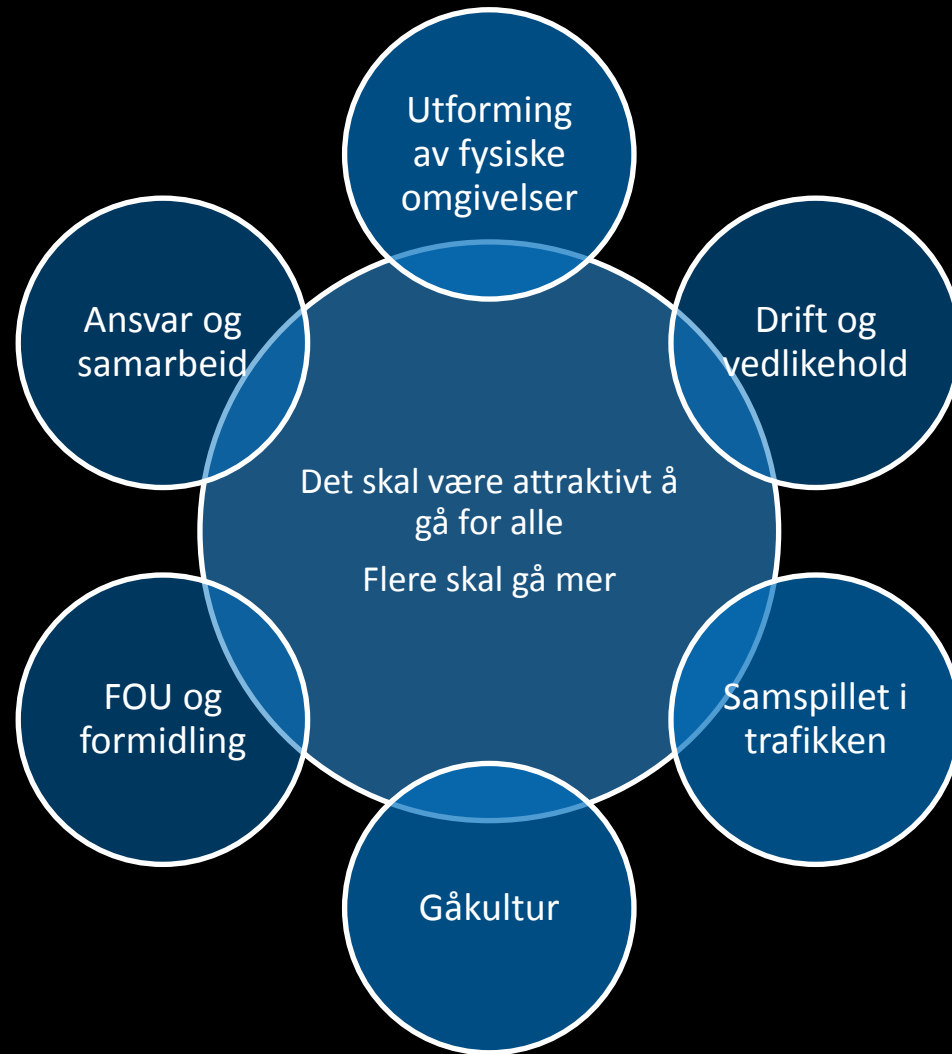 Utforming
av fysiske
omgivelser
Ansvar og
samarbeid
Drift og
vedlikehold
Det skal være attraktivt å
gå for alle
Flere skal gå mer
FOU og
formidling
Samspillet i
trafikken
Gåkultur